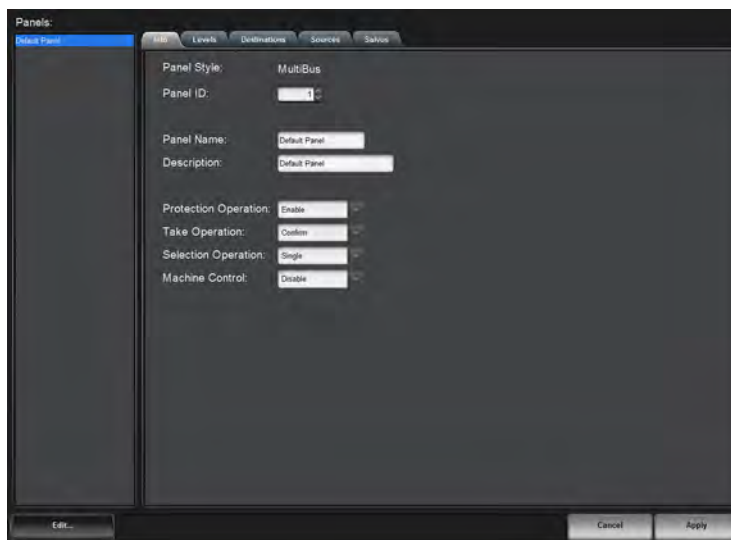 Panels:
Default Panel
Info Levels Destinations Sources Salvos
Panel Style: MultiBus
Panel ID: 1
Panel Name: Default Panel
Description: Default Panel
Protection Operation: Enable
Take Operation: Confirm
Selection Operation: Single
Machine Control: Disable
Edit... Cancel Apply